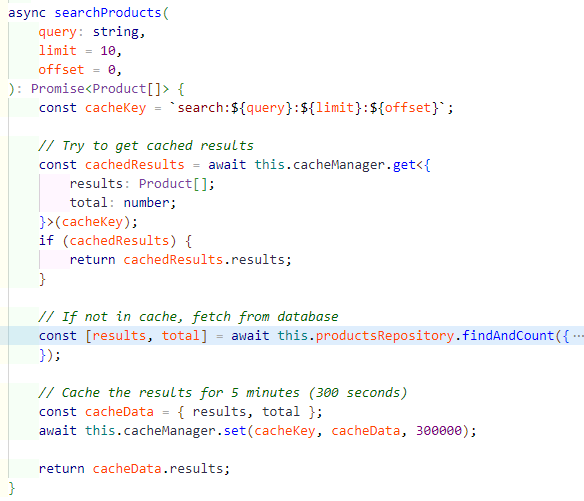 async searchProducts(
    query: string,
    limit = 10,
    offset = 0,
): Promise<Product[]> {
    const cacheKey = `search:${query}:${limit}:${offset}`;
    // Try to get cached results
    const cachedResults = await this.cacheManager.get<{
        results: Product[];
        total: number;
    }>(cacheKey);
    if (cachedResults) {
        return cachedResults.results;
    }
    // If not in cache, fetch from database
    const [results, total] = await this.productsRepository.findAndCount({ ⋯
    });
    // Cache the results for 5 minutes (300 seconds)
    const cacheData = { results, total };
    await this.cacheManager.set(cacheKey, cacheData, 300000);
    return cacheData.results;
}